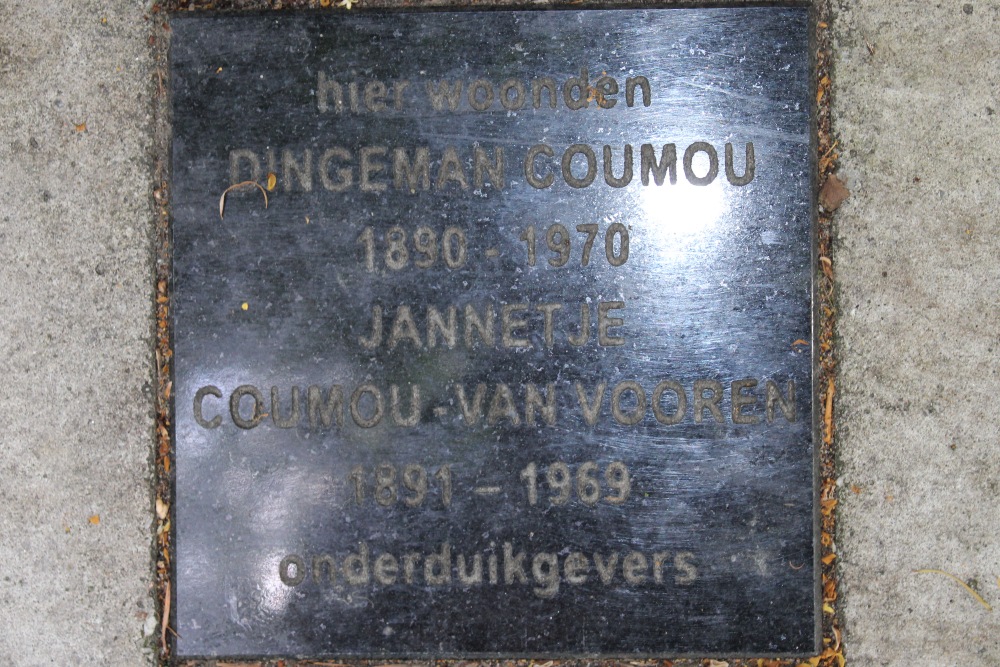 hier woonden
DINGEMAN COUMOU
1890 - 1970
JANNETJE
COUMOU - VAN VOOREN
1891 – 1969
onderduikgevers